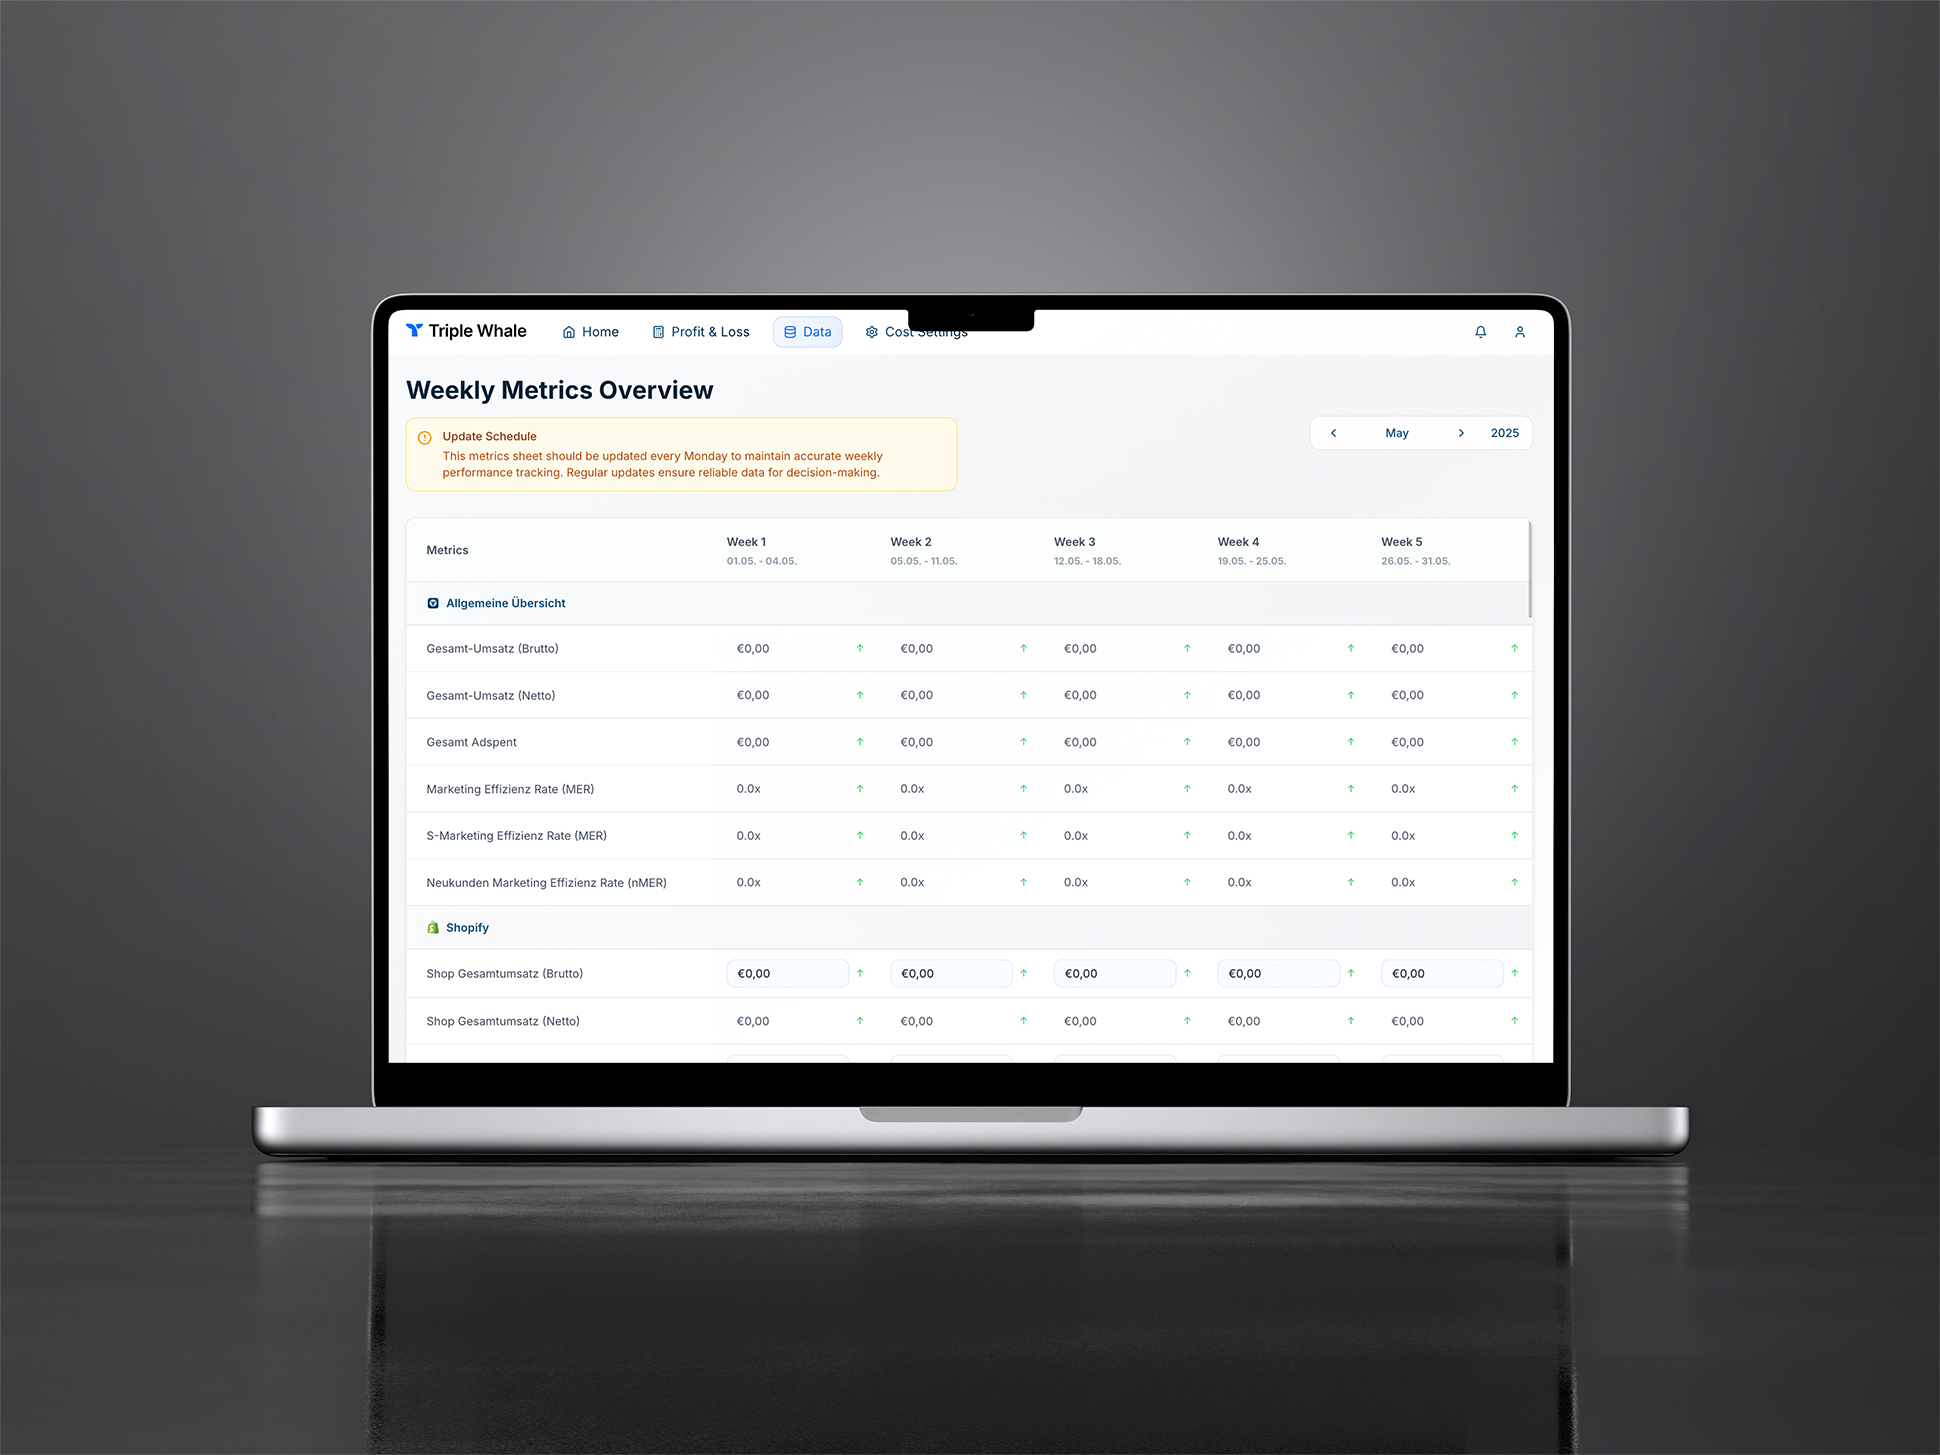 Triple Whale Home Profit & Loss Data Cost Settings
Weekly Metrics Overview
Update Schedule
This metrics sheet should be updated every Monday to maintain accurate weekly
performance tracking. Regular updates ensure reliable data for decision-making.
May 2025
Metrics Week 1 Week 2 Week 3 Week 4 Week 5
01.05. - 04.05. 05.05. - 11.05. 12.05. - 18.05. 19.05. - 25.05. 26.05. - 31.05.
Allgemeine Übersicht
Gesamt-Umsatz (Brutto) €0,00 €0,00 €0,00 €0,00 €0,00
Gesamt-Umsatz (Netto) €0,00 €0,00 €0,00 €0,00 €0,00
Gesamt Adspent €0,00 €0,00 €0,00 €0,00 €0,00
Marketing Effizienz Rate (MER) 0.0x 0.0x 0.0x 0.0x 0.0x
S-Marketing Effizienz Rate (MER) 0.0x 0.0x 0.0x 0.0x 0.0x
Neukunden Marketing Effizienz Rate (nMER) 0.0x 0.0x 0.0x 0.0x 0.0x
Shopify
Shop Gesamtumsatz (Brutto) €0,00 €0,00 €0,00 €0,00 €0,00
Shop Gesamtumsatz (Netto) €0,00 €0,00 €0,00 €0,00 €0,00